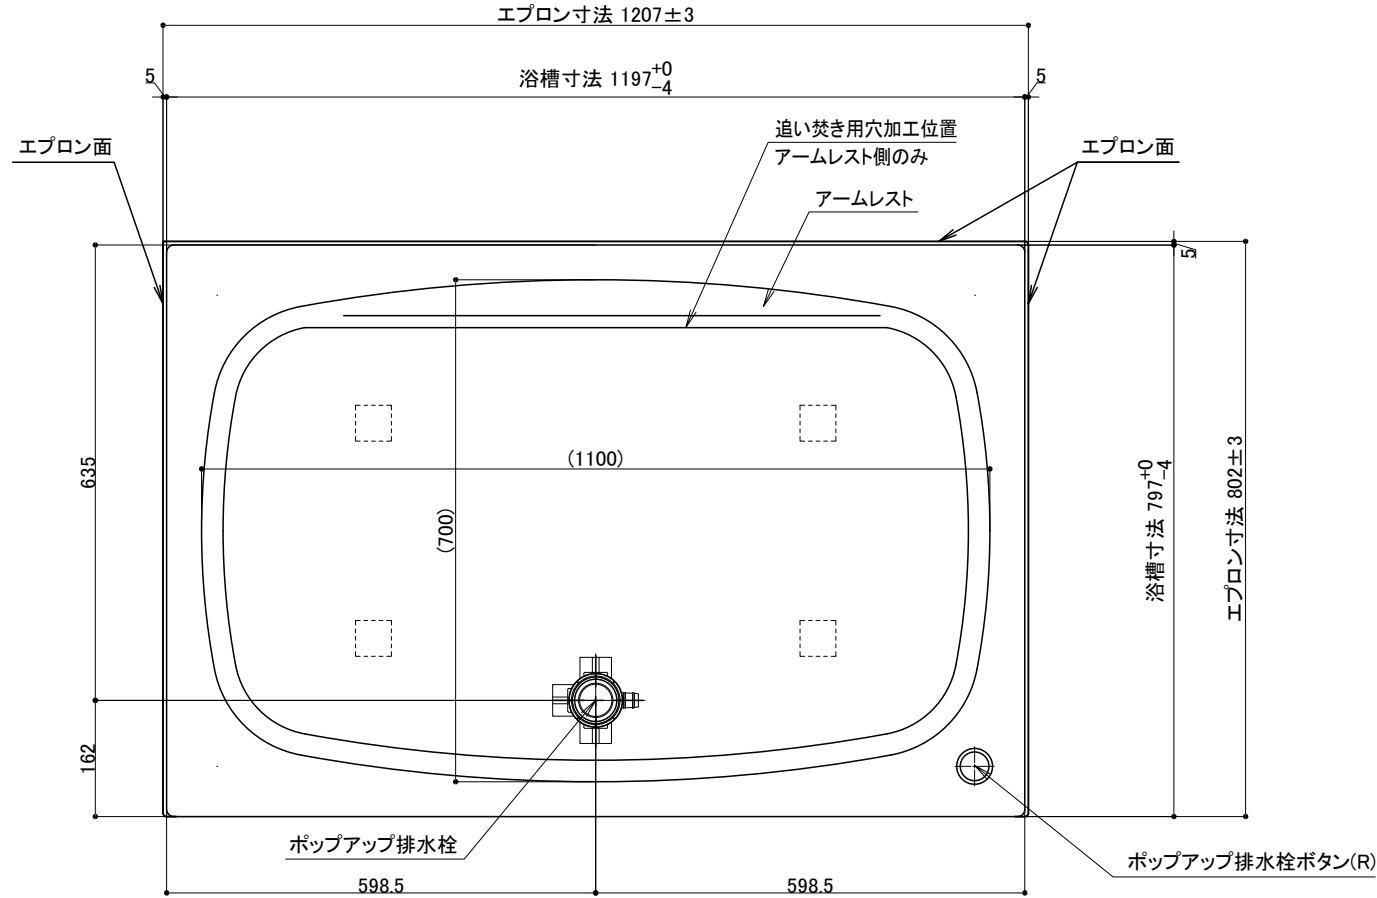 エプロン寸法 1207±3
5
浴槽寸法 1197+0-4
5
エプロン面
追い焚き用穴加工位置
アームレスト側のみ
エプロン面
アームレスト
5
635
(1100)
(700)
浴槽寸法 797+0-4
エプロン寸法 802±3
162
ポップアップ排水栓
ポップアップ排水栓ボタン(R)
598.5
598.5